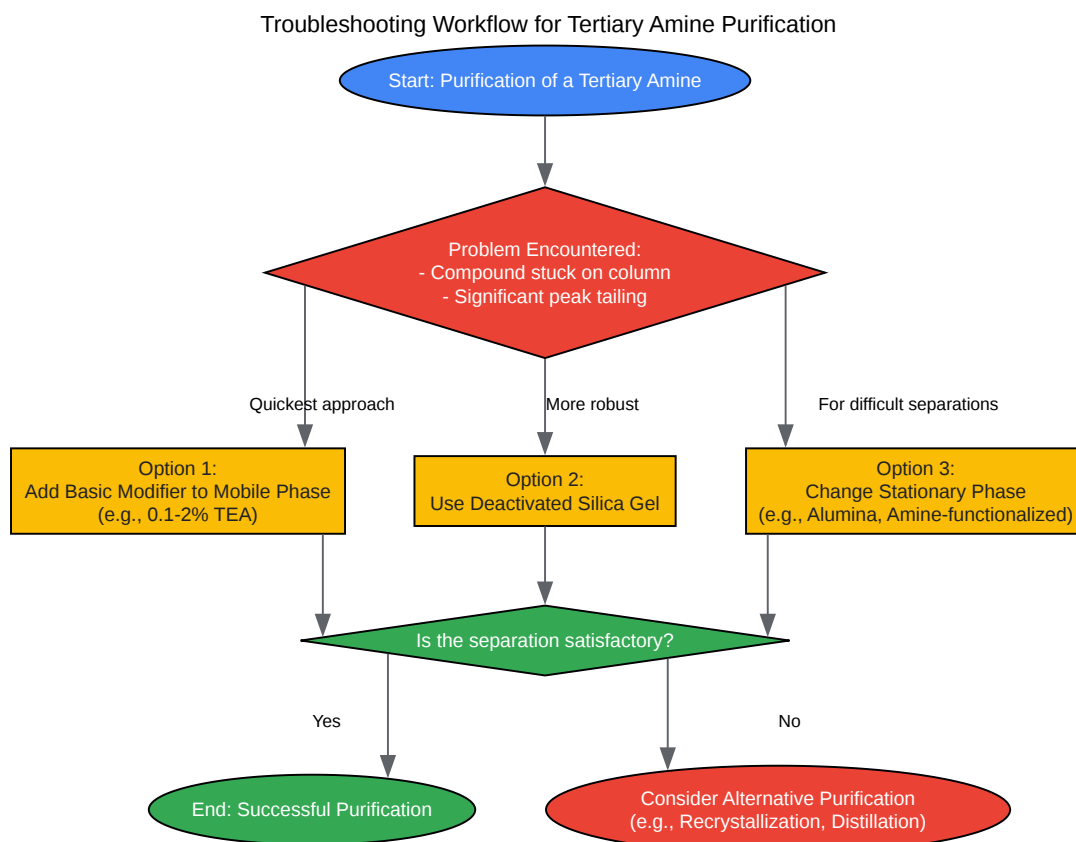 Troubleshooting Workflow for Tertiary Amine Purification
Start: Purification of a Tertiary Amine
Problem Encountered:
- Compound stuck on column
- Significant peak tailing
Quickest approach
More robust
For difficult separations
Option 1:
Add Basic Modifier to Mobile Phase
(e.g., 0.1-2% TEA)
Option 2:
Use Deactivated Silica Gel
Option 3:
Change Stationary Phase
(e.g., Alumina, Amine-functionalized)
Is the separation satisfactory?
Yes
No
End: Successful Purification
Consider Alternative Purification
(e.g., Recrystallization, Distillation)